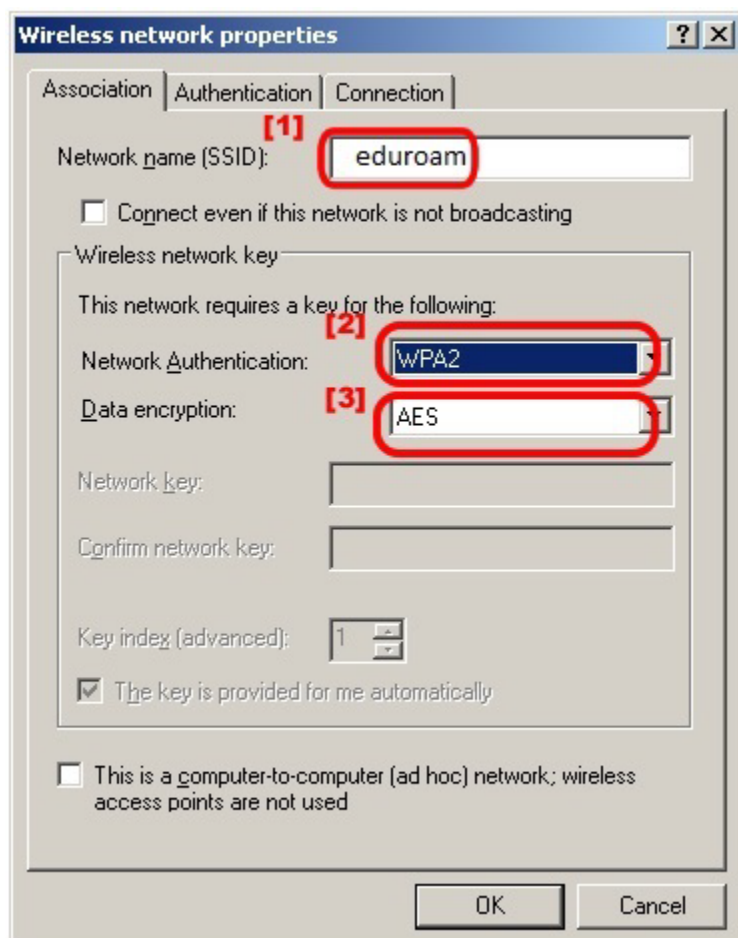 Wireless network properties
Association Authentication Connection
[1]
Network name (SSID): eduroam
Connect even if this network is not broadcasting
Wireless network key
This network requires a key for the following:
[2]
Network Authentication: WPA2
Data encryption: [3] AES
Network key:
Confirm network key:
Key index (advanced): 1
The key is provided for me automatically
This is a computer-to-computer (ad hoc) network; wireless
access points are not used
OK Cancel